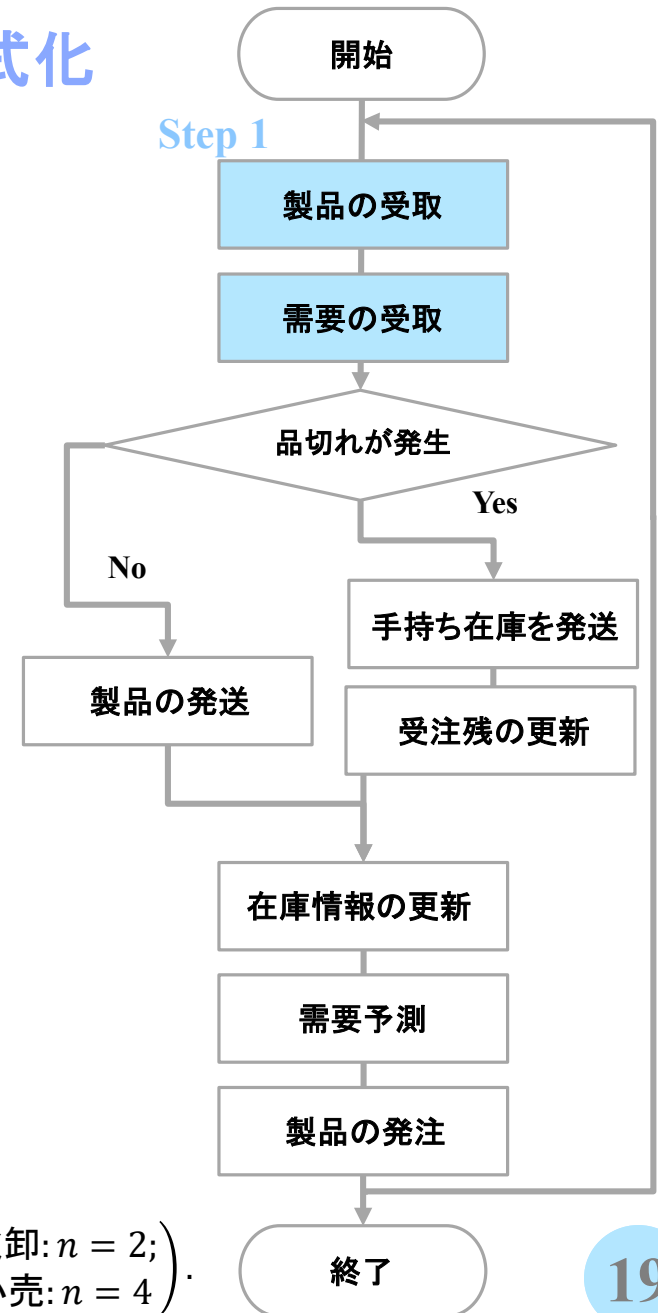 式化
開始
Step 1
製品の受取
需要の受取
品切れが発生
Yes
No
手持ち在庫を発送
製品の発送
受注残の更新
在庫情報の更新
需要予測
製品の発注
卸: n = 2;
売: n = 4 ).
終了
19